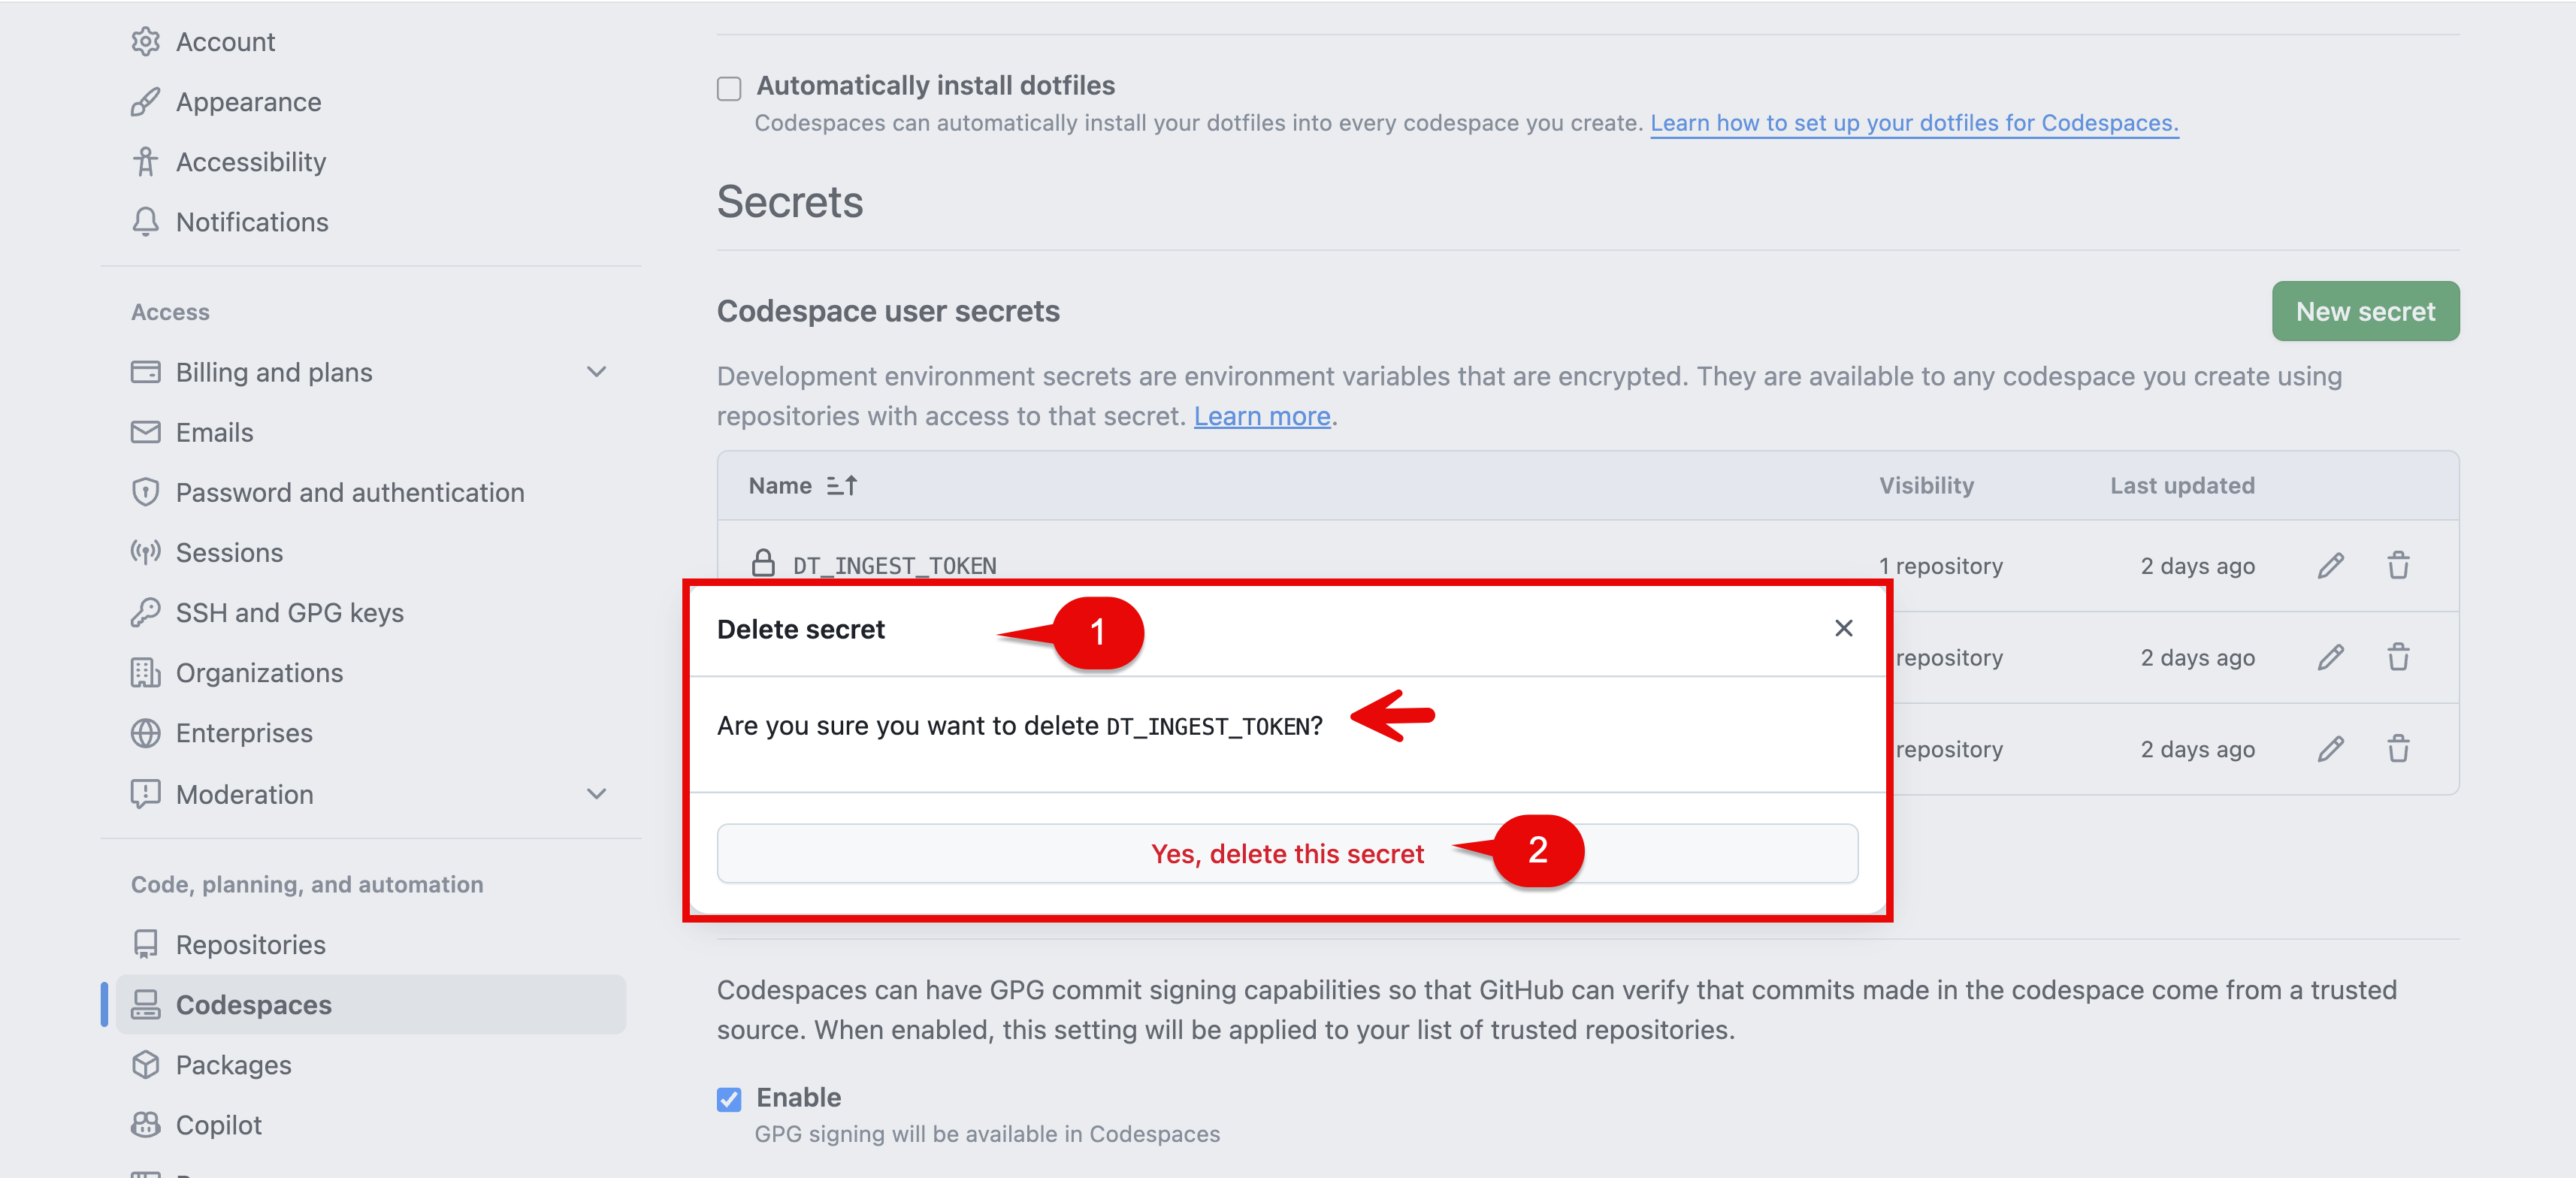 Account
Appearance
Accessibility
Notifications
Access
Billing and plans
Emails
Password and authentication
Sessions
SSH and GPG keys
Organizations
Enterprises
Moderation
Code, planning, and automation
Repositories
Codespaces
Packages
Copilot
Automatically install dotfiles
Codespaces can automatically install your dotfiles into every codespace you create. Learn how to set up your dotfiles for Codespaces.
Secrets
Codespace user secrets
New secret
Development environment secrets are environment variables that are encrypted. They are available to any codespace you create using
repositories with access to that secret. Learn more.
Name Visibility Last updated
DT_INGEST_TOKEN 1 repository 2 days ago
repository 2 days ago
repository 2 days ago
Delete secret
1
Are you sure you want to delete DT_INGEST_TOKEN?
Yes, delete this secret
2
Codespaces can have GPG commit signing capabilities so that GitHub can verify that commits made in the codespace come from a trusted
source. When enabled, this setting will be applied to your list of trusted repositories.
Enable
GPG signing will be available in Codespaces